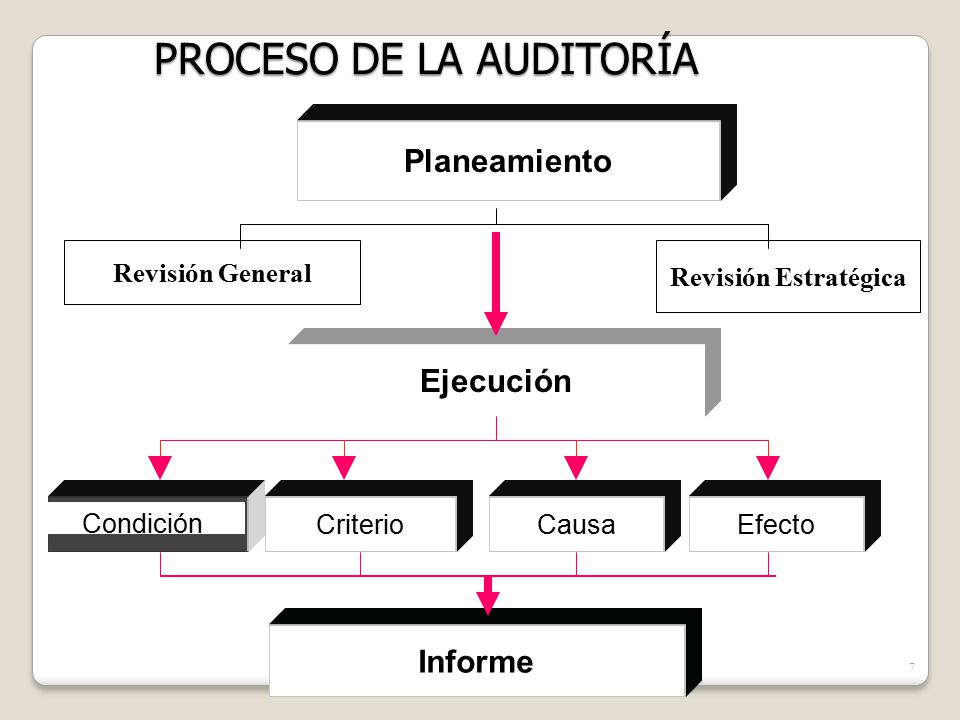 PROCESO DE LA AUDITORÍA
Planeamiento
Revisión General
Revisión Estratégica
Ejecución
Condición
Criterio
Causa
Efecto
Informe
7